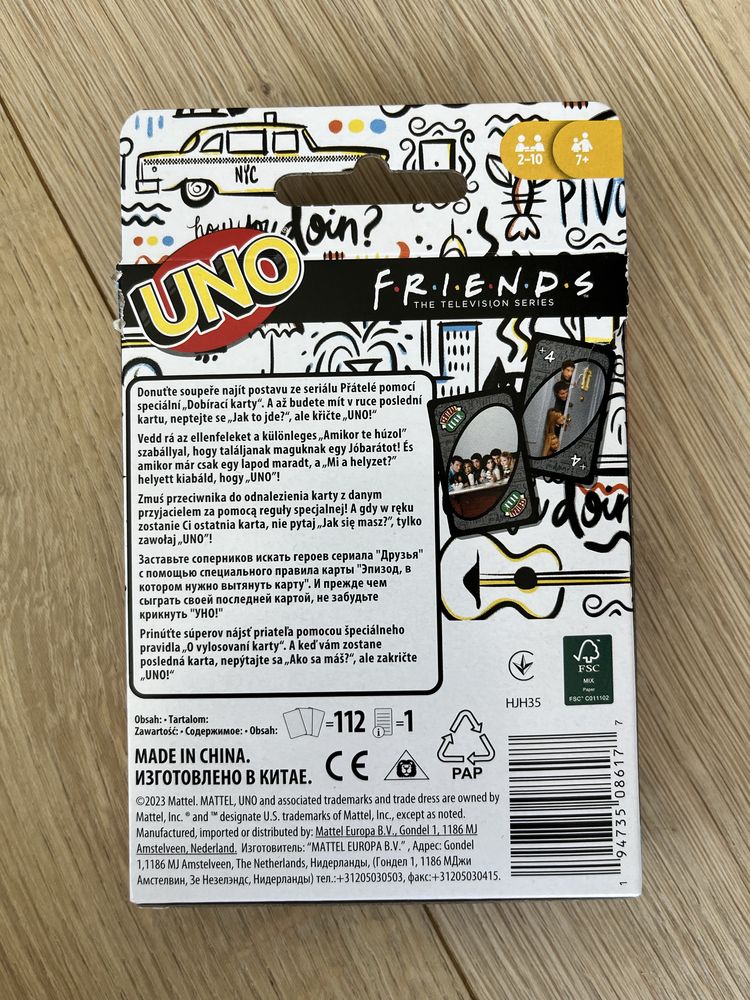 NYC
2-10
7+
how you doin?
PIVO
UNO
F·R·I·E·N·D·S™
THE TELEVISION SERIES
+4
+4
Donuťte soupeře najít postavu ze seriálu Přátelé pomocí
speciální „Dobírací karty“. A až budete mít v ruce poslední
kartu, neptejte se „Jak to jde?“, ale křičte „UNO!“
Vedd rá az ellenfeleket a különleges „Amikor te húzol”
szabállyal, hogy találjanak maguknak egy Jóbarátot! És
amikor már csak egy lapod maradt, a „Mi a helyzet?”
helyett kiabáld, hogy „UNO”!
Zmuś przeciwnika do odnalezienia karty z danym
przyjacielem za pomocą reguły specjalnej! A gdy w ręku
zostanie Ci ostatnia karta, nie pytaj „Jak się masz?”, tylko
zawołaj „UNO”!
Заставьте соперников искать героев сериала "Друзья"
с помощью специального правила карты "Эпизод, в
котором нужно вытянуть карту". И прежде чем
сыграть своей последней картой, не забудьте
крикнуть "УНО!"
Prinúťte súperov nájsť priateľa pomocou špeciálneho
pravidla „O vylosovaní karty“. A keď vám zostane
posledná karta, nepýtajte sa „Ako sa máš?“, ale zakričte
„UNO!“
doin
HJH35
FSC
MIX
Paper
FSC® C011102
Obsah: • Tartalom:
Zawartość: • Содержимое: • Obsah:
=112
=1
MADE IN CHINA.
ИЗГОТОВЛЕНО В КИТАЕ.
CE
PAP
©2023 Mattel. MATTEL, UNO and associated trademarks and trade dress are owned by
Mattel, Inc. ® and ™ designate U.S. trademarks of Mattel, Inc., except as noted.
Manufactured, imported or distributed by: Mattel Europa B.V., Gondel 1, 1186 MJ
Amstelveen, Nederland. Изготовитель: “MATTEL EUROPA B.V.” , Адрес: Gondel
1,1186 MJ Amstelveen, The Netherlands, Нидерланды, (Гондел 1, 1186 МДжи
Амстелвин, Зе Незелэндс, Нидерланды) тел.:+31205030503, факс:+31205030415.
1 94735 08617 7